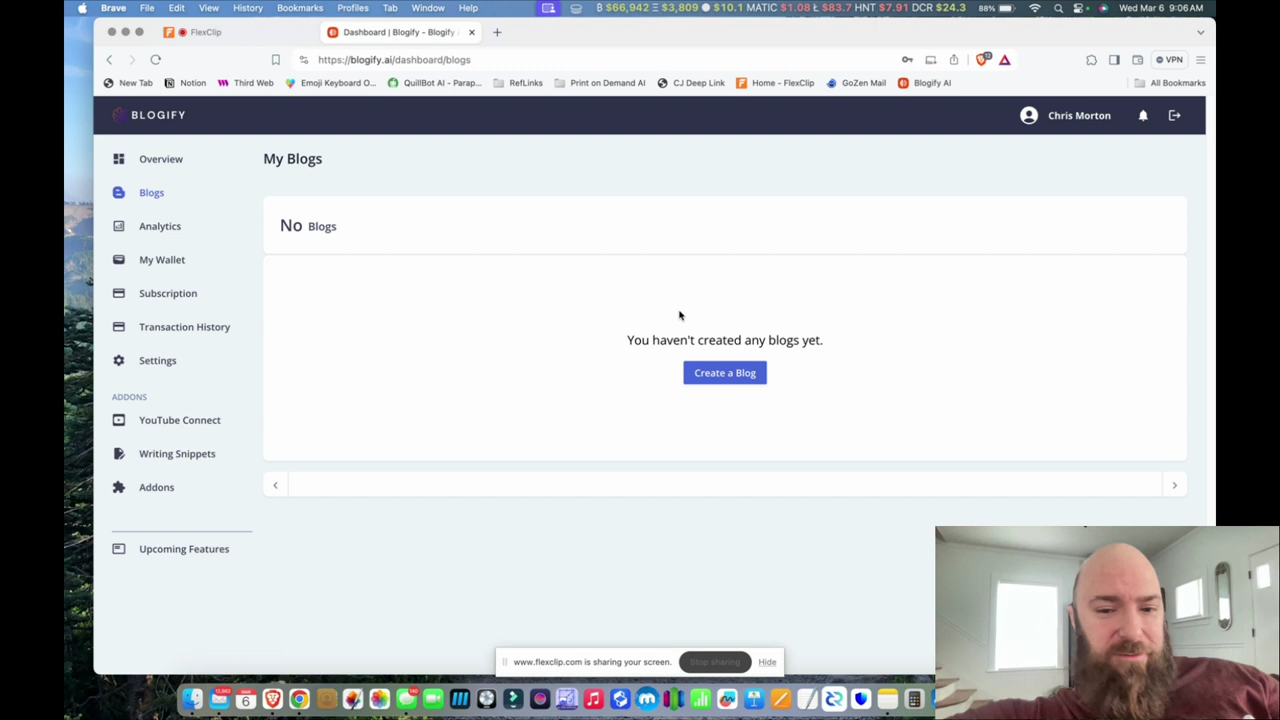 Brave File Edit View History Bookmarks Profiles Tab Window Help ₿ $66,942 Ξ $3,809 $10.1 MATIC $1.08 Ł $83.7 HNT $7.91 DCR $24.3 88% Wed Mar 6 9:06 AM
FlexClip Dashboard | Blogify - Blogify
https://blogify.ai/dashboard/blogs VPN
New Tab Notion Third Web Emoji Keyboard O... QuillBot AI - Parap... RefLinks Print on Demand AI CJ Deep Link Home - FlexClip GoZen Mail Blogify AI All Bookmarks
BLOGIFY Chris Morton
Overview
Blogs
Analytics
My Wallet
Subscription
Transaction History
Settings
ADDONS
YouTube Connect
Writing Snippets
Addons
Upcoming Features
My Blogs
No Blogs
You haven't created any blogs yet.
Create a Blog
www.flexclip.com is sharing your screen. Stop sharing Hide